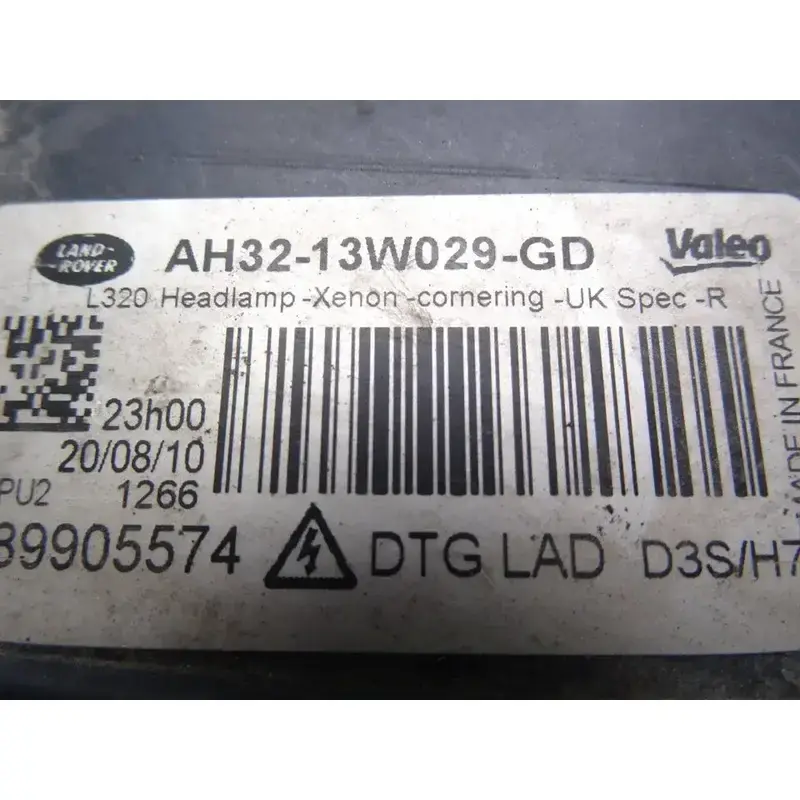 LAND-
ROVER
AH32-13W029-GD
Valeo
L320 Headlamp -Xenon -cornering -UK Spec -R
23h00
20/08/10
PU2
1266
89905574
DTG LAD
D3S/H7
MADE IN FRANCE